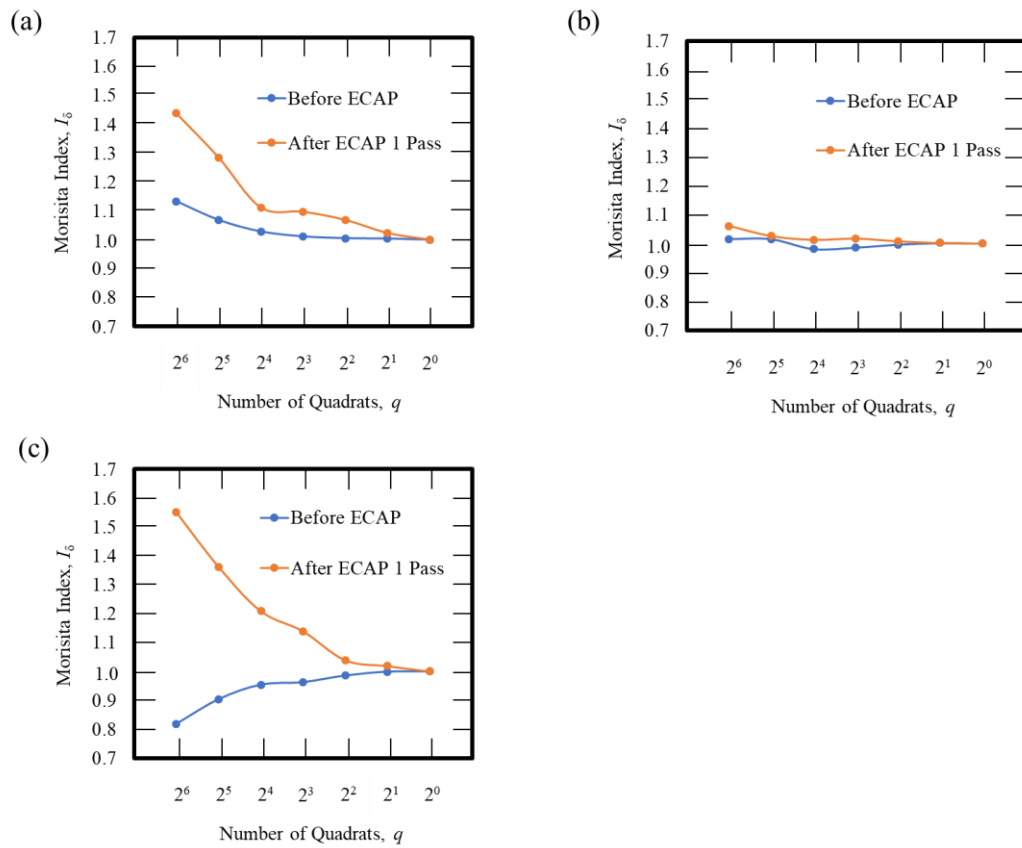 (a)
1.7
1.6
1.5
1.4
1.3
1.2
1.1
1.0
0.9
0.8
0.7
Morisita Index, I₈
Before ECAP
After ECAP 1 Pass
2⁶ 2⁵ 2⁴ 2³ 2² 2¹ 2⁰
Number of Quadrats, q
(b)
1.7
1.6
1.5
1.4
1.3
1.2
1.1
1.0
0.9
0.8
0.7
Morisita Index, I₈
Before ECAP
After ECAP 1 Pass
2⁶ 2⁵ 2⁴ 2³ 2² 2¹ 2⁰
Number of Quadrats, q
(c)
1.7
1.6
1.5
1.4
1.3
1.2
1.1
1.0
0.9
0.8
0.7
Morisita Index, I₈
Before ECAP
After ECAP 1 Pass
2⁶ 2⁵ 2⁴ 2³ 2² 2¹ 2⁰
Number of Quadrats, q